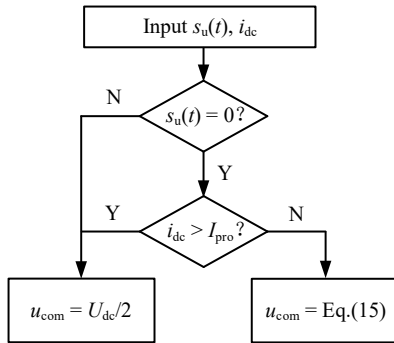 Input s_u(t), i_dc
N
s_u(t) = 0?
Y
Y
i_dc > I_pro?
N
u_com = U_dc/2
u_com = Eq.(15)